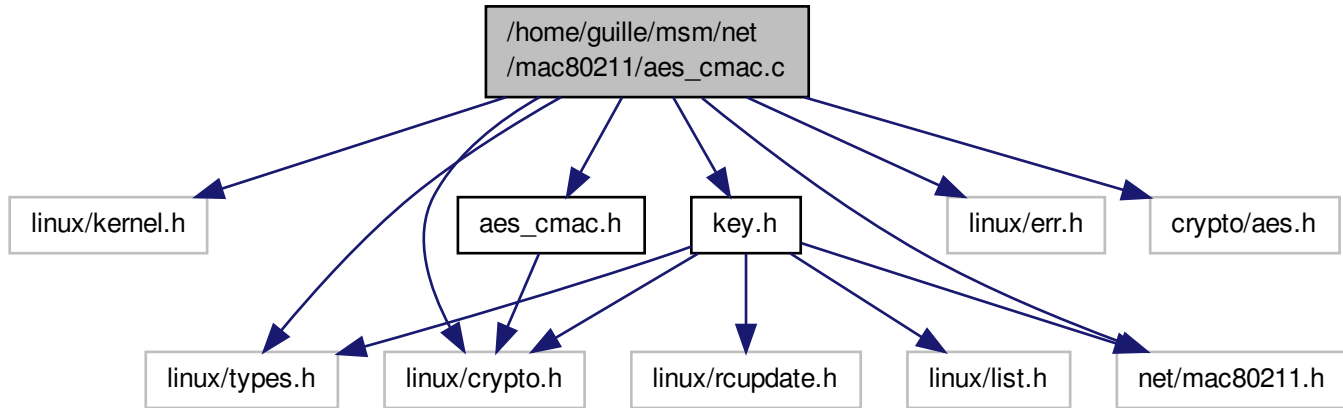 /home/guille/msm/net
/mac80211/aes_cmac.c
linux/kernel.h
aes_cmac.h
key.h
linux/err.h
crypto/aes.h
linux/types.h
linux/crypto.h
linux/rcupdate.h
linux/list.h
net/mac80211.h